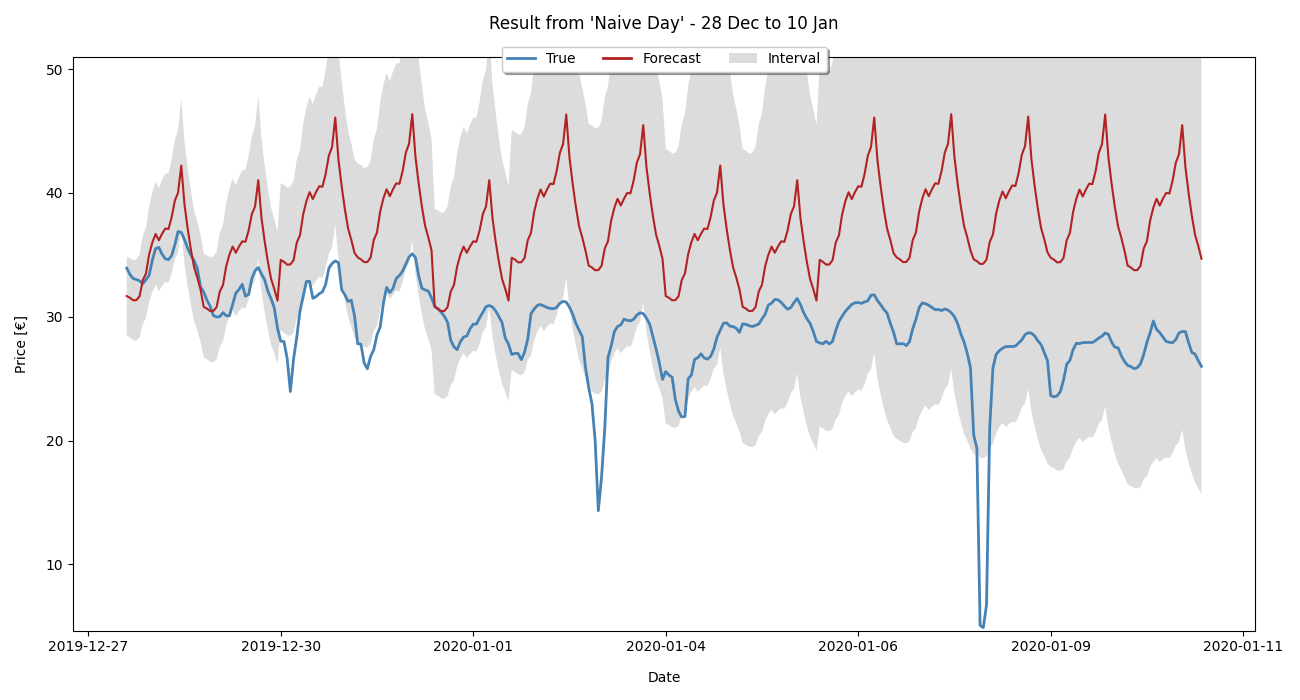 Result from 'Naive Day' - 28 Dec to 10 Jan
True Forecast Interval
50
40
30
20
10
Price [€]
2019-12-27 2019-12-30 2020-01-01 2020-01-04 2020-01-06 2020-01-09 2020-01-11
Date